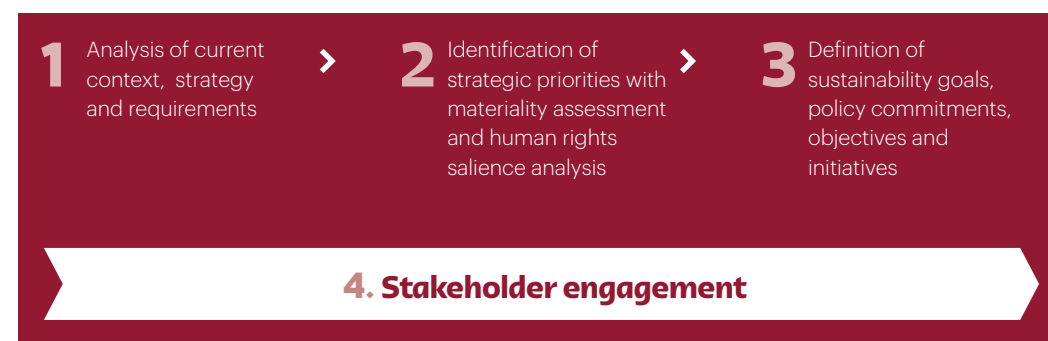 1
Analysis of current
context, strategy
and requirements
2
Identification of
strategic priorities with
materiality assessment
and human rights
salience analysis
3
Definition of
sustainability goals,
policy commitments,
objectives and
initiatives
4. Stakeholder engagement